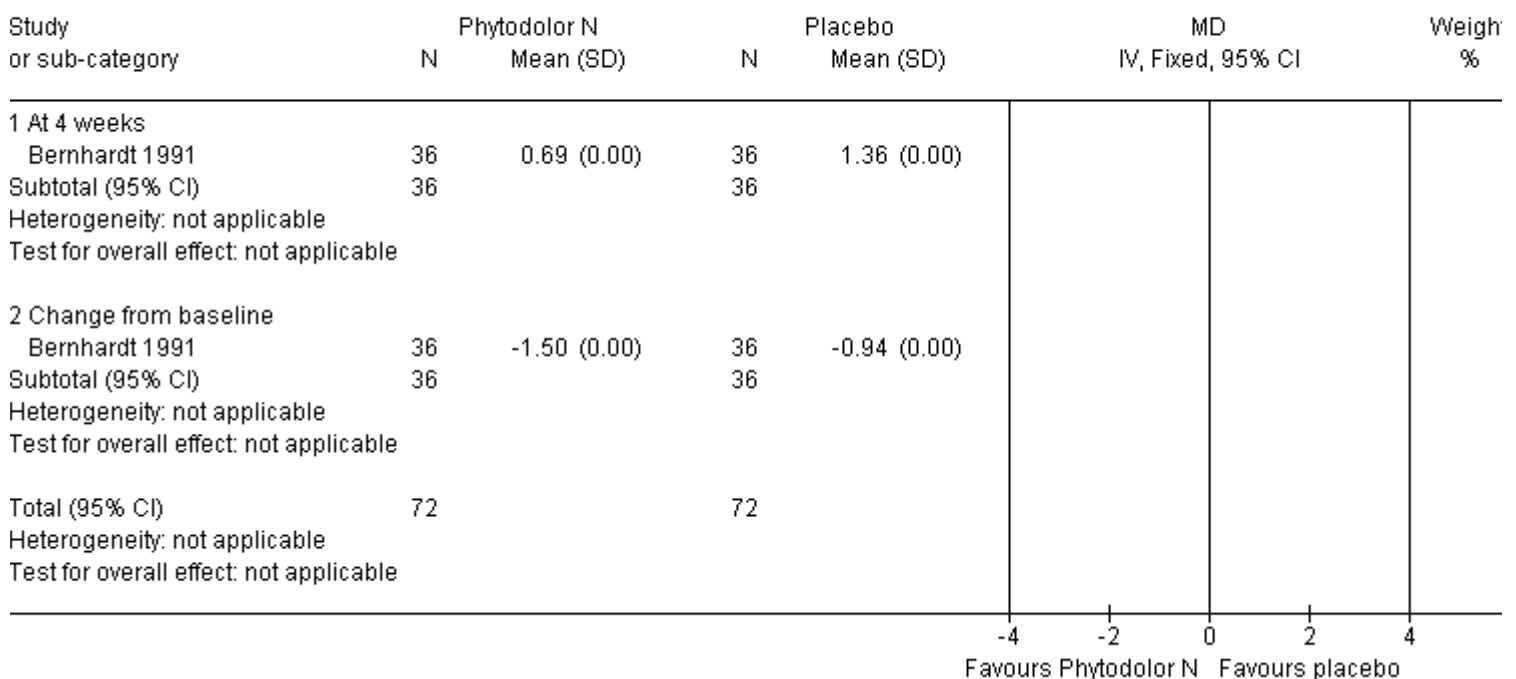 Study Phytodolor N Placebo MD Weigh
or sub-category N Mean (SD) N Mean (SD) IV, Fixed, 95% CI %
1 At 4 weeks
Bernhardt 1991 36 0.69 (0.00) 36 1.36 (0.00)
Subtotal (95% CI) 36 36
Heterogeneity: not applicable
Test for overall effect: not applicable
2 Change from baseline
Bernhardt 1991 36 -1.50 (0.00) 36 -0.94 (0.00)
Subtotal (95% CI) 36 36
Heterogeneity: not applicable
Test for overall effect: not applicable
Total (95% CI) 72 72
Heterogeneity: not applicable
Test for overall effect: not applicable
-4 -2 0 2 4
Favours Phytodolor N Favours placebo